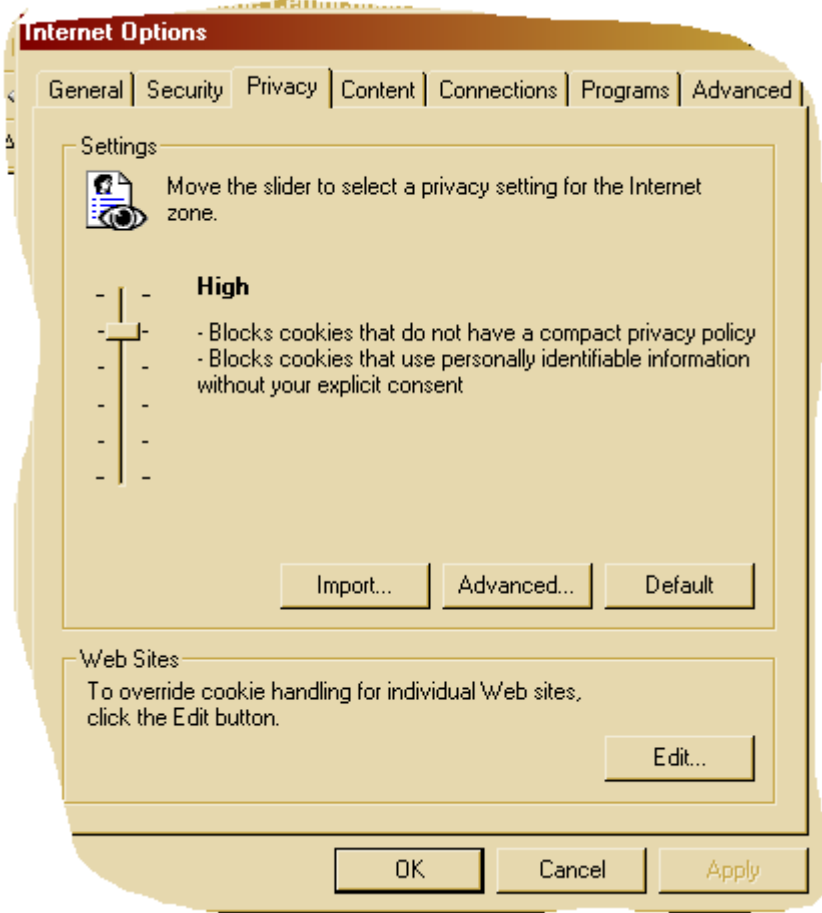 Internet Options
General Security Privacy Content Connections Programs Advanced
Settings
Move the slider to select a privacy setting for the Internet
zone.
High
- Blocks cookies that do not have a compact privacy policy
- Blocks cookies that use personally identifiable information
without your explicit consent
Import... Advanced... Default
Web Sites
To override cookie handling for individual Web sites,
click the Edit button.
Edit...
OK Cancel Apply